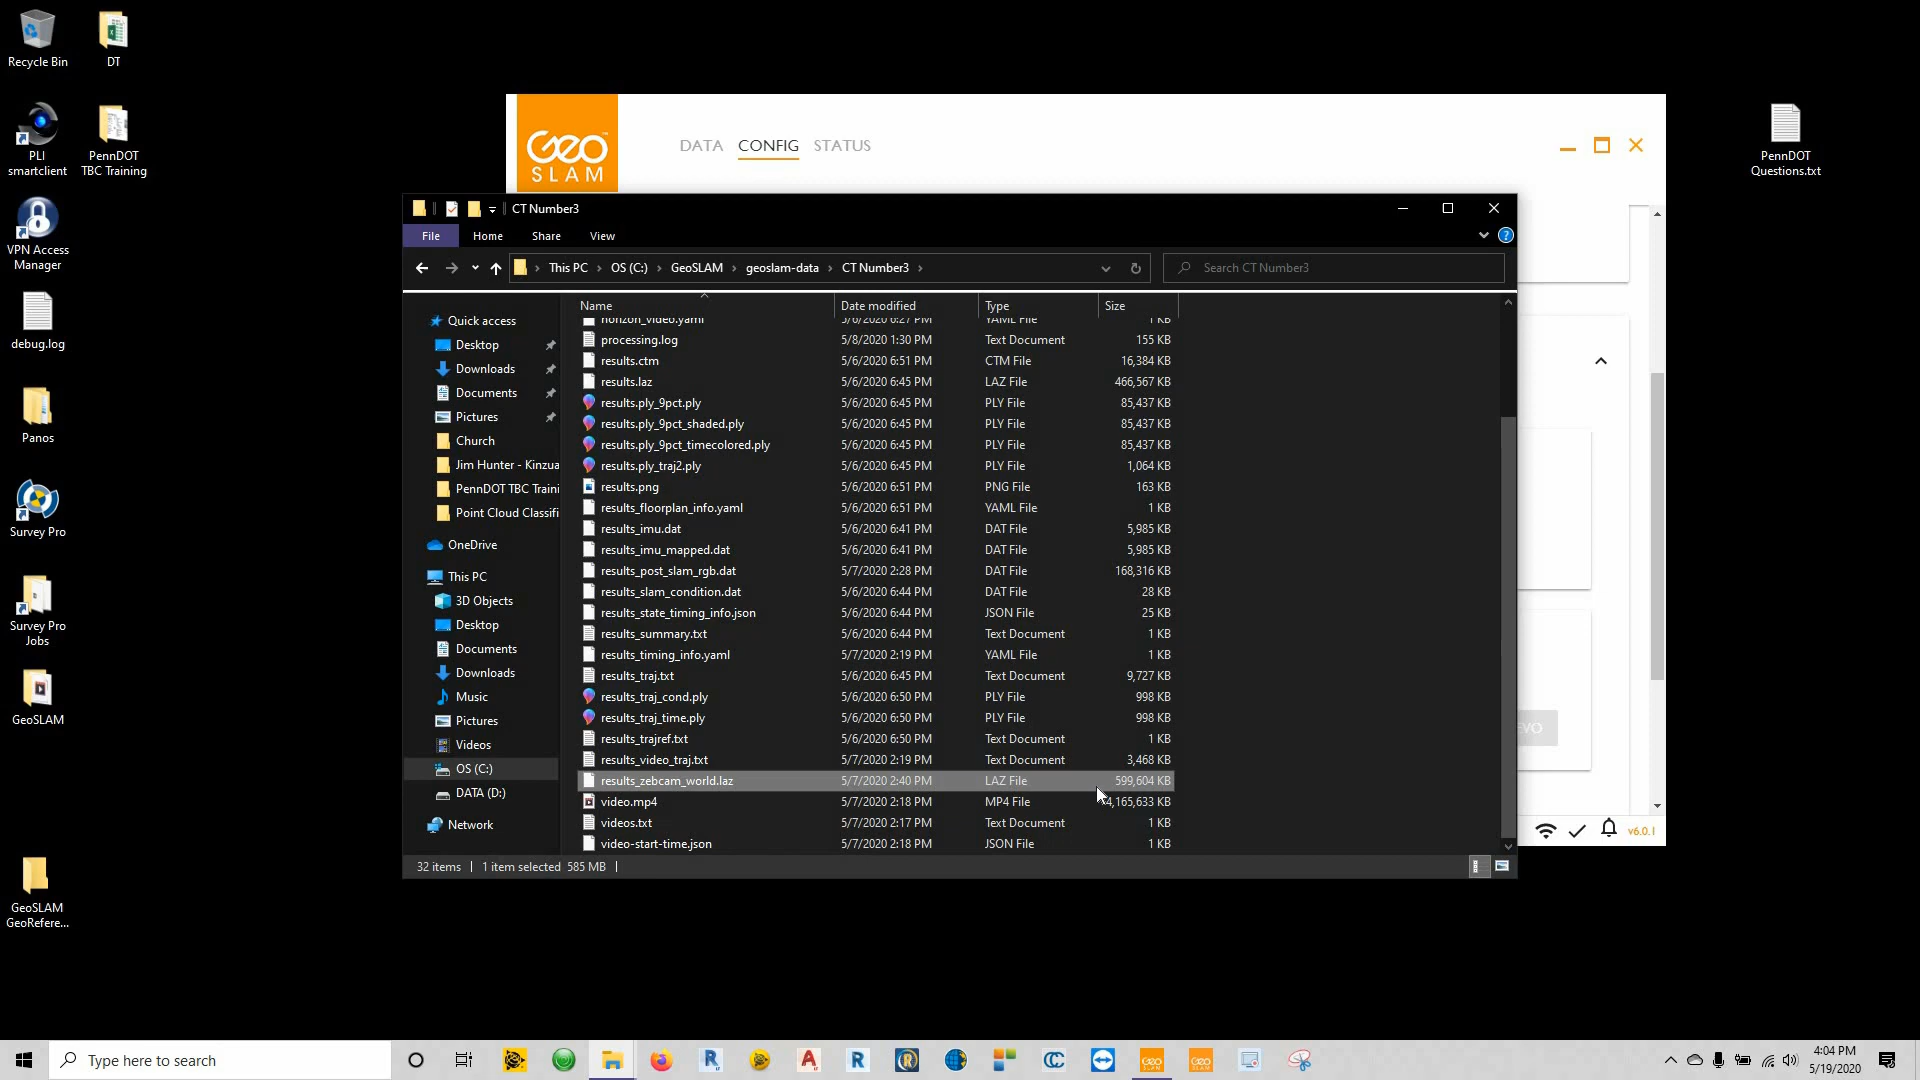 Recycle Bin
DT
PLI smartclient
PennDOT TBC Training
VPN Access Manager
debug.log
Panos
Survey Pro
Survey Pro Jobs
GeoSLAM
GeoSLAM GeoRefere...
PennDOT Questions.txt
Geo SLAM
DATA CONFIG STATUS
CT Number3
File Home Share View
This PC > OS (C:) > GeoSLAM > geoslam-data > CT Number3 >
Search CT Number3
Quick access
Desktop
Downloads
Documents
Pictures
Church
Jim Hunter - Kinzua
PennDOT TBC Traini
Point Cloud Classifi
OneDrive
This PC
3D Objects
Desktop
Documents
Downloads
Music
Pictures
Videos
OS (C:)
DATA (D:)
Network
Name Date modified Type Size
horizon_video.yaml 5/6/2020 6:27 PM YAML File 1 KB
processing.log 5/8/2020 1:30 PM Text Document 155 KB
results.ctm 5/6/2020 6:51 PM CTM File 16,384 KB
results.laz 5/6/2020 6:45 PM LAZ File 466,567 KB
results.ply_9pct.ply 5/6/2020 6:45 PM PLY File 85,437 KB
results.ply_9pct_shaded.ply 5/6/2020 6:45 PM PLY File 85,437 KB
results.ply_9pct_timecolored.ply 5/6/2020 6:45 PM PLY File 85,437 KB
results.ply_traj2.ply 5/6/2020 6:45 PM PLY File 1,064 KB
results.png 5/6/2020 6:51 PM PNG File 163 KB
results_floorplan_info.yaml 5/6/2020 6:51 PM YAML File 1 KB
results_imu.dat 5/6/2020 6:41 PM DAT File 5,985 KB
results_imu_mapped.dat 5/6/2020 6:41 PM DAT File 5,985 KB
results_post_slam_rgb.dat 5/7/2020 2:28 PM DAT File 168,316 KB
results_slam_condition.dat 5/6/2020 6:44 PM DAT File 28 KB
results_state_timing_info.json 5/6/2020 6:44 PM JSON File 25 KB
results_summary.txt 5/6/2020 6:44 PM Text Document 1 KB
results_timing_info.yaml 5/7/2020 2:19 PM YAML File 1 KB
results_traj.txt 5/6/2020 6:45 PM Text Document 9,727 KB
results_traj_cond.ply 5/6/2020 6:50 PM PLY File 998 KB
results_traj_time.ply 5/6/2020 6:50 PM PLY File 998 KB
results_trajref.txt 5/6/2020 6:50 PM Text Document 1 KB
results_video_traj.txt 5/7/2020 2:19 PM Text Document 3,468 KB
results_zebcam_world.laz 5/7/2020 2:40 PM LAZ File 599,604 KB
video.mp4 5/7/2020 2:18 PM MP4 File 4,165,633 KB
videos.txt 5/7/2020 2:17 PM Text Document 1 KB
video-start-time.json 5/7/2020 2:18 PM JSON File 1 KB
32 items 1 item selected 585 MB
v6.0.1
Type here to search
4:04 PM
5/19/2020